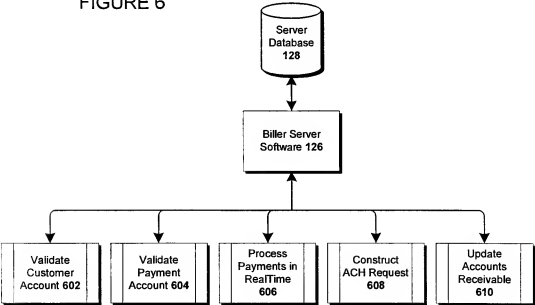 FIGURE 6
Server
Database
128
Biller Server
Software 126
Validate
Customer
Account 602
Validate
Payment
Account 604
Process
Payments in
RealTime
606
Construct
ACH Request
608
Update
Accounts
Receivable
610